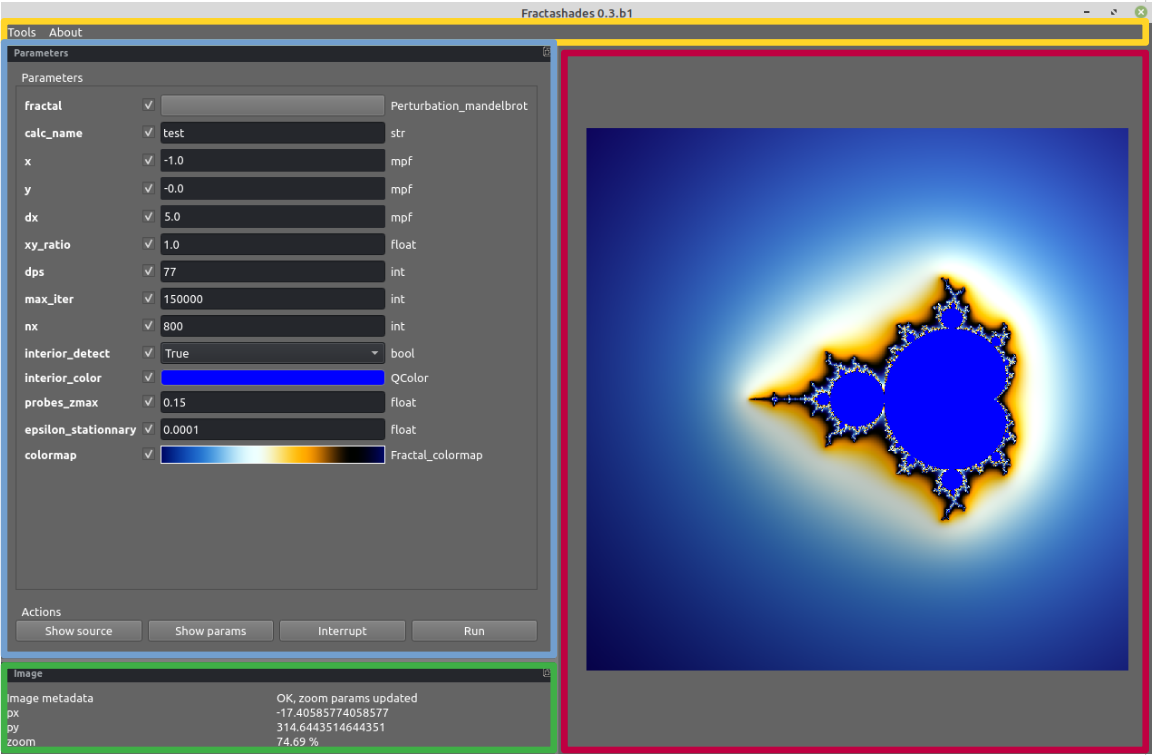 Fractashades 0.3.b1
Tools About
Parameters
Parameters
fractal Perturbation_mandelbrot
calc_name test str
x -1.0 mpf
y -0.0 mpf
dx 5.0 mpf
xy_ratio 1.0 float
dps 77 int
max_iter 150000 int
nx 800 int
interior_detect True bool
interior_color QColor
probes_zmax 0.15 float
epsilon_stationnary 0.0001 float
colormap Fractal_colormap
Actions
Show source Show params Interrupt Run
Image
Image metadata OK, zoom params updated
px -17.40585774058577
py 314.6443514644351
zoom 74.69 %